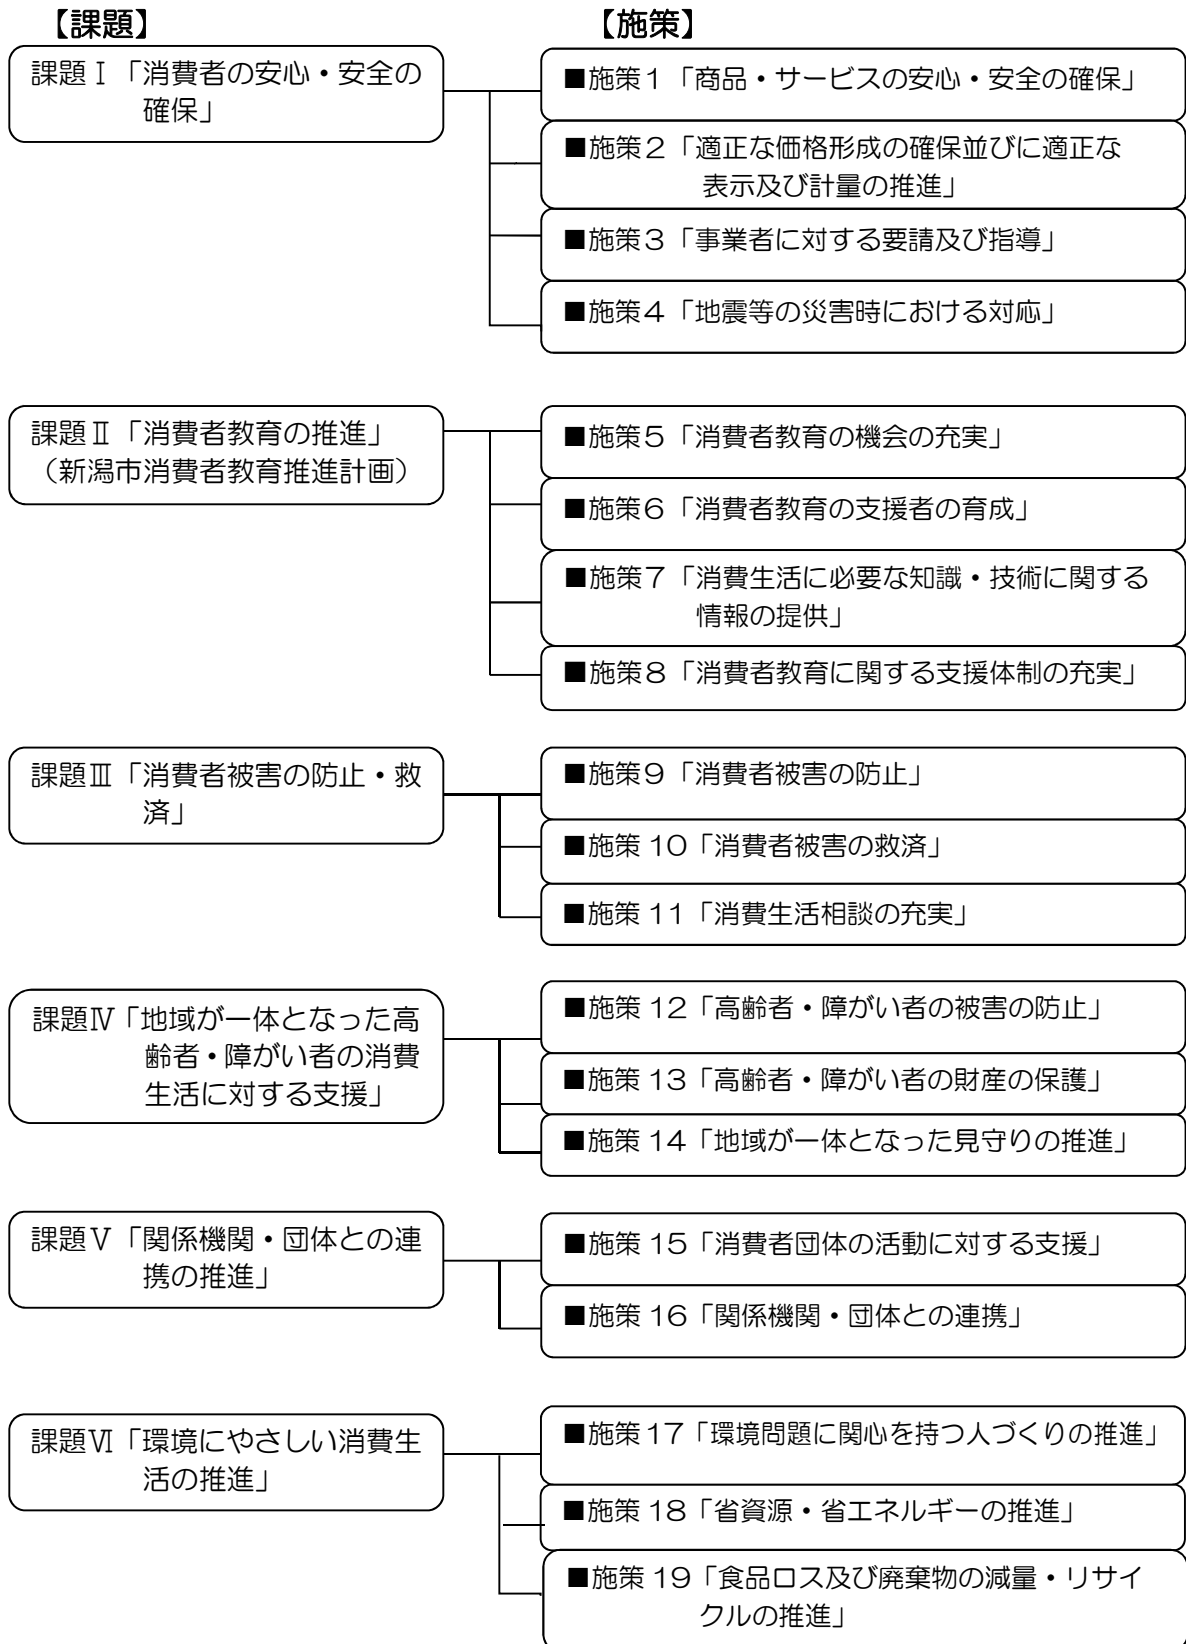 【課題】
【施策】
課題Ⅰ「消費者の安心・安全の
確保」
■施策１「商品・サービスの安心・安全の確保」
■施策２「適正な価格形成の確保並びに適正な
表示及び計量の推進」
■施策３「事業者に対する要請及び指導」
■施策４「地震等の災害時における対応」
課題Ⅱ「消費者教育の推進」
（新潟市消費者教育推進計画）
■施策５「消費者教育の機会の充実」
■施策６「消費者教育の支援者の育成」
■施策７「消費生活に必要な知識・技術に関する
情報の提供」
■施策８「消費者教育に関する支援体制の充実」
課題Ⅲ「消費者被害の防止・救
済」
■施策９「消費者被害の防止」
■施策 10「消費者被害の救済」
■施策 11「消費生活相談の充実」
課題Ⅳ「地域が一体となった高
齢者・障がい者の消費
生活に対する支援」
■施策 12「高齢者・障がい者の被害の防止」
■施策 13「高齢者・障がい者の財産の保護」
■施策 14「地域が一体となった見守りの推進」
課題Ⅴ「関係機関・団体との連
携の推進」
■施策 15「消費者団体の活動に対する支援」
■施策 16「関係機関・団体との連携」
課題Ⅵ「環境にやさしい消費生
活の推進」
■施策 17「環境問題に関心を持つ人づくりの推進」
■施策 18「省資源・省エネルギーの推進」
■施策 19「食品ロス及び廃棄物の減量・リサイ
クルの推進」